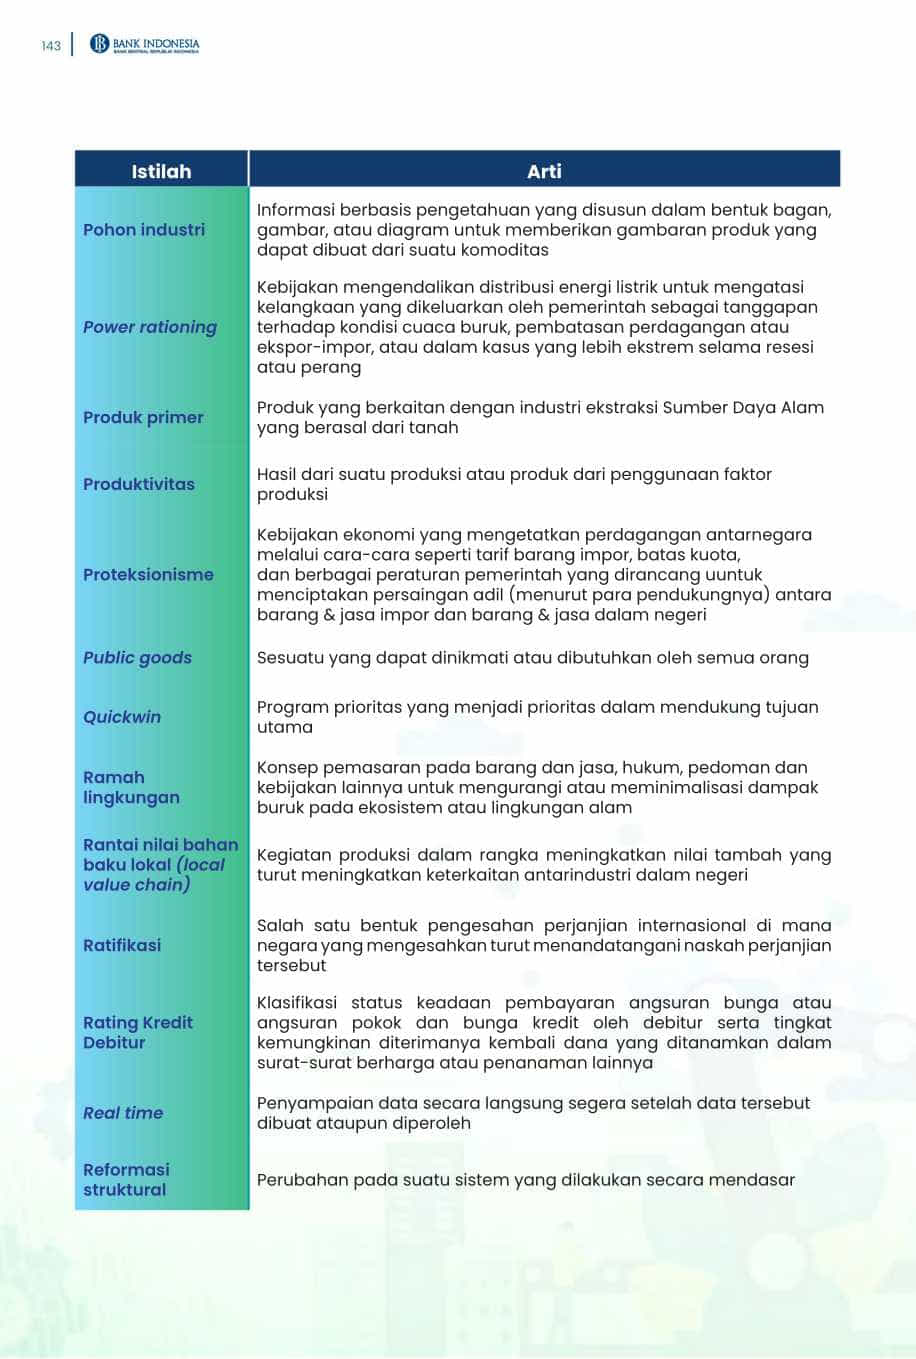 143
BANK INDONESIA
BANK SENTRAL REPUBLIK INDONESIA
Istilah
Arti
Pohon industri
Informasi berbasis pengetahuan yang disusun dalam bentuk bagan,
gambar, atau diagram untuk memberikan gambaran produk yang
dapat dibuat dari suatu komoditas
Power rationing
Kebijakan mengendalikan distribusi energi listrik untuk mengatasi
kelangkaan yang dikeluarkan oleh pemerintah sebagai tanggapan
terhadap kondisi cuaca buruk, pembatasan perdagangan atau
ekspor-impor, atau dalam kasus yang lebih ekstrem selama resesi
atau perang
Produk primer
Produk yang berkaitan dengan industri ekstraksi Sumber Daya Alam
yang berasal dari tanah
Produktivitas
Hasil dari suatu produksi atau produk dari penggunaan faktor
produksi
Proteksionisme
Kebijakan ekonomi yang mengetatkan perdagangan antarnegara
melalui cara-cara seperti tarif barang impor, batas kuota,
dan berbagai peraturan pemerintah yang dirancang uuntuk
menciptakan persaingan adil (menurut para pendukungnya) antara
barang & jasa impor dan barang & jasa dalam negeri
Public goods
Sesuatu yang dapat dinikmati atau dibutuhkan oleh semua orang
Quickwin
Program prioritas yang menjadi prioritas dalam mendukung tujuan
utama
Ramah
lingkungan
Konsep pemasaran pada barang dan jasa, hukum, pedoman dan
kebijakan lainnya untuk mengurangi atau meminimalisasi dampak
buruk pada ekosistem atau lingkungan alam
Rantai nilai bahan
baku lokal (local
value chain)
Kegiatan produksi dalam rangka meningkatkan nilai tambah yang
turut meningkatkan keterkaitan antarindustri dalam negeri
Ratifikasi
Salah satu bentuk pengesahan perjanjian internasional di mana
negara yang mengesahkan turut menandatangani naskah perjanjian
tersebut
Rating Kredit
Debitur
Klasifikasi status keadaan pembayaran angsuran bunga atau
angsuran pokok dan bunga kredit oleh debitur serta tingkat
kemungkinan diterimanya kembali dana yang ditanamkan dalam
surat-surat berharga atau penanaman lainnya
Real time
Penyampaian data secara langsung segera setelah data tersebut
dibuat ataupun diperoleh
Reformasi
struktural
Perubahan pada suatu sistem yang dilakukan secara mendasar